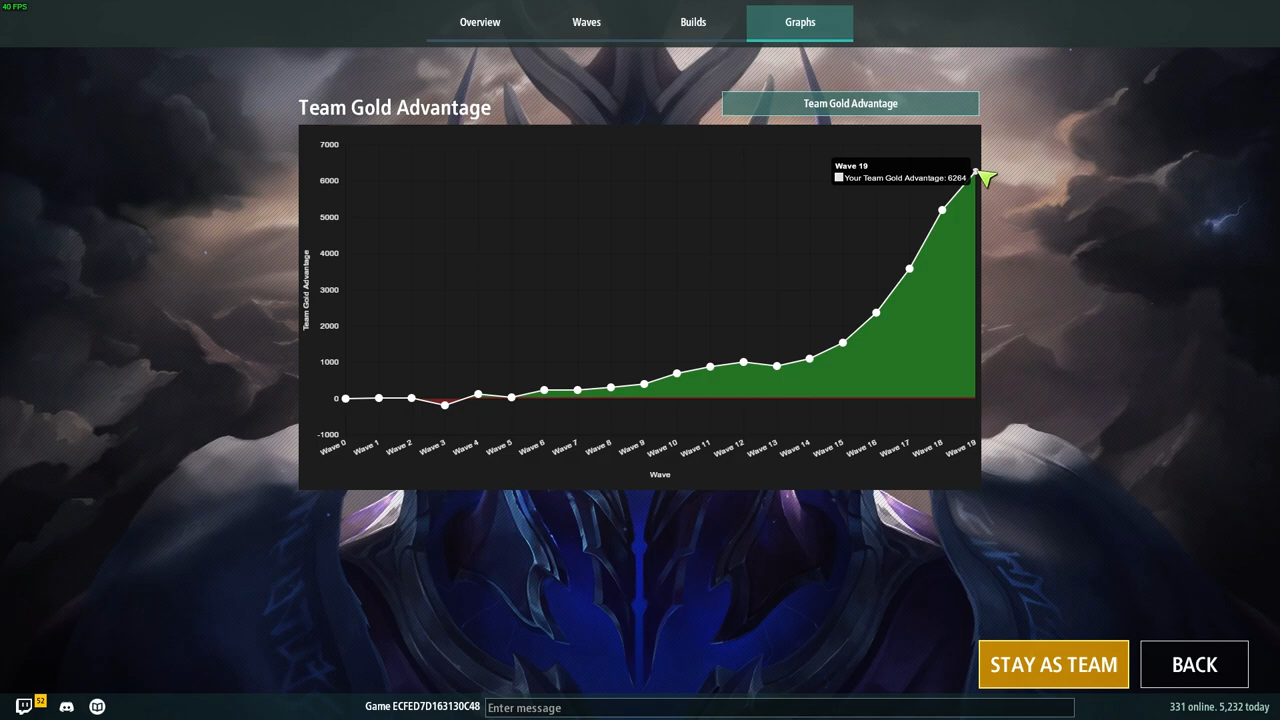 40 FPS
Overview
Waves
Builds
Graphs
Team Gold Advantage
Team Gold Advantage
7000
6000
5000
4000
3000
2000
1000
0
-1000
Team Gold Advantage
Wave 19
Your Team Gold Advantage: 6264
Wave 0
Wave 1
Wave 2
Wave 3
Wave 4
Wave 5
Wave 6
Wave 7
Wave 8
Wave 9
Wave 10
Wave 11
Wave 12
Wave 13
Wave 14
Wave 15
Wave 16
Wave 17
Wave 18
Wave 19
Wave
STAY AS TEAM
BACK
52
Game ECFED7D163130C48
Enter message
331 online. 5,232 today